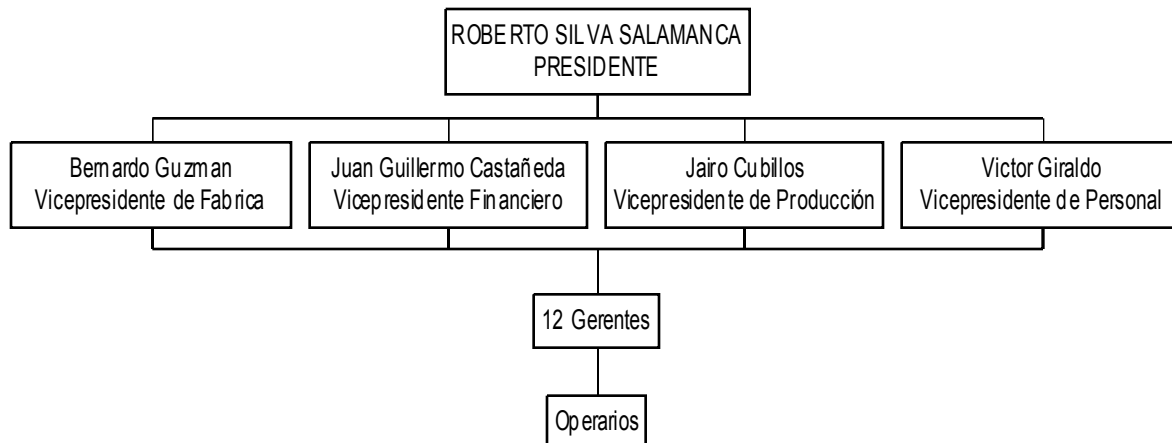 ROBERTO SILVA SALAMANCA
PRESIDENTE
Bernardo Guzman
Vicepresidente de Fabrica
Juan Guillermo Castañeda
Vicepresidente Financiero
Jairo Cubillos
Vicepresidente de Producción
Victor Giraldo
Vicepresidente de Personal
12 Gerentes
Operarios